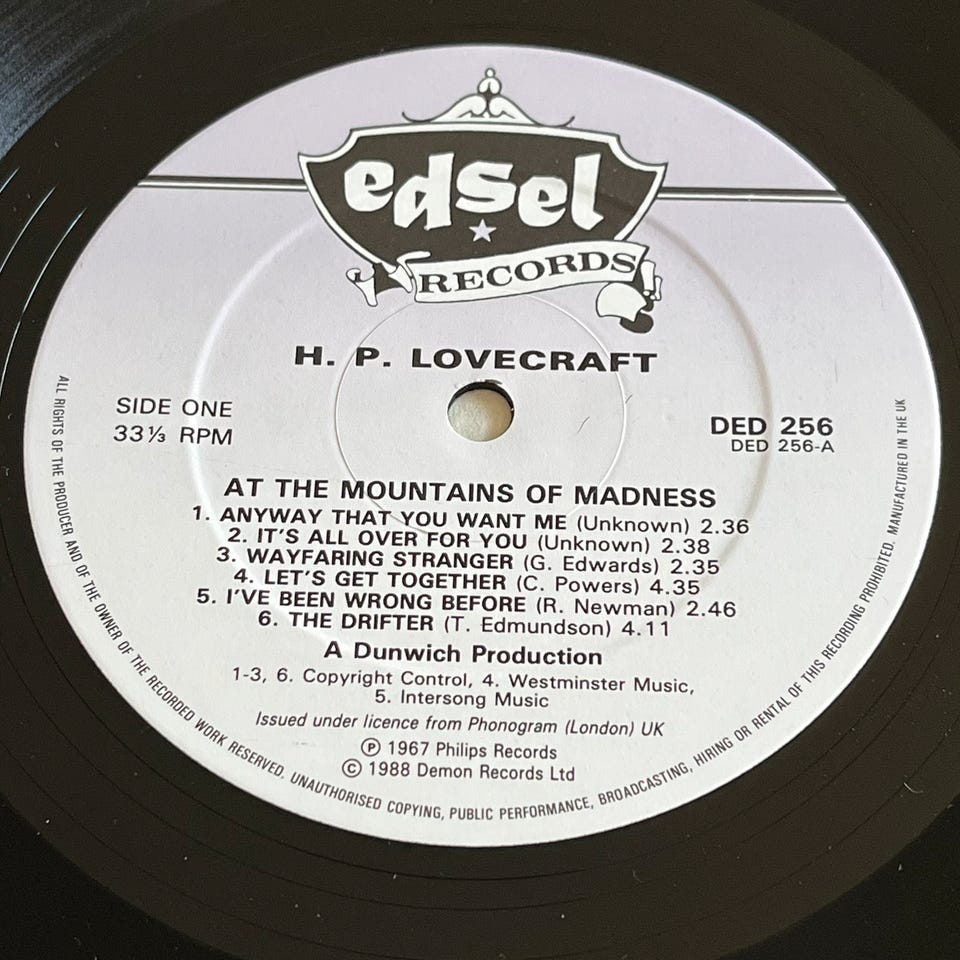 edsel
RECORDS
H. P. LOVECRAFT
SIDE ONE
33⅓ RPM
DED 256
DED 256-A
AT THE MOUNTAINS OF MADNESS
1. ANYWAY THAT YOU WANT ME (Unknown) 2.36
2. IT'S ALL OVER FOR YOU (Unknown) 2.38
3. WAYFARING STRANGER (G. Edwards) 2.35
4. LET'S GET TOGETHER (C. Powers) 4.35
5. I'VE BEEN WRONG BEFORE (R. Newman) 2.46
6. THE DRIFTER (T. Edmundson) 4.11
A Dunwich Production
1-3, 6. Copyright Control, 4. Westminster Music,
5. Intersong Music
Issued under licence from Phonogram (London) UK
℗ 1967 Philips Records
© 1988 Demon Records Ltd
ALL RIGHTS OF THE PRODUCER AND OF THE OWNER OF THE RECORDED WORK RESERVED. UNAUTHORISED COPYING, PUBLIC PERFORMANCE, BROADCASTING, HIRING OR RENTAL OF THIS RECORDING PROHIBITED. MANUFACTURED IN THE UK